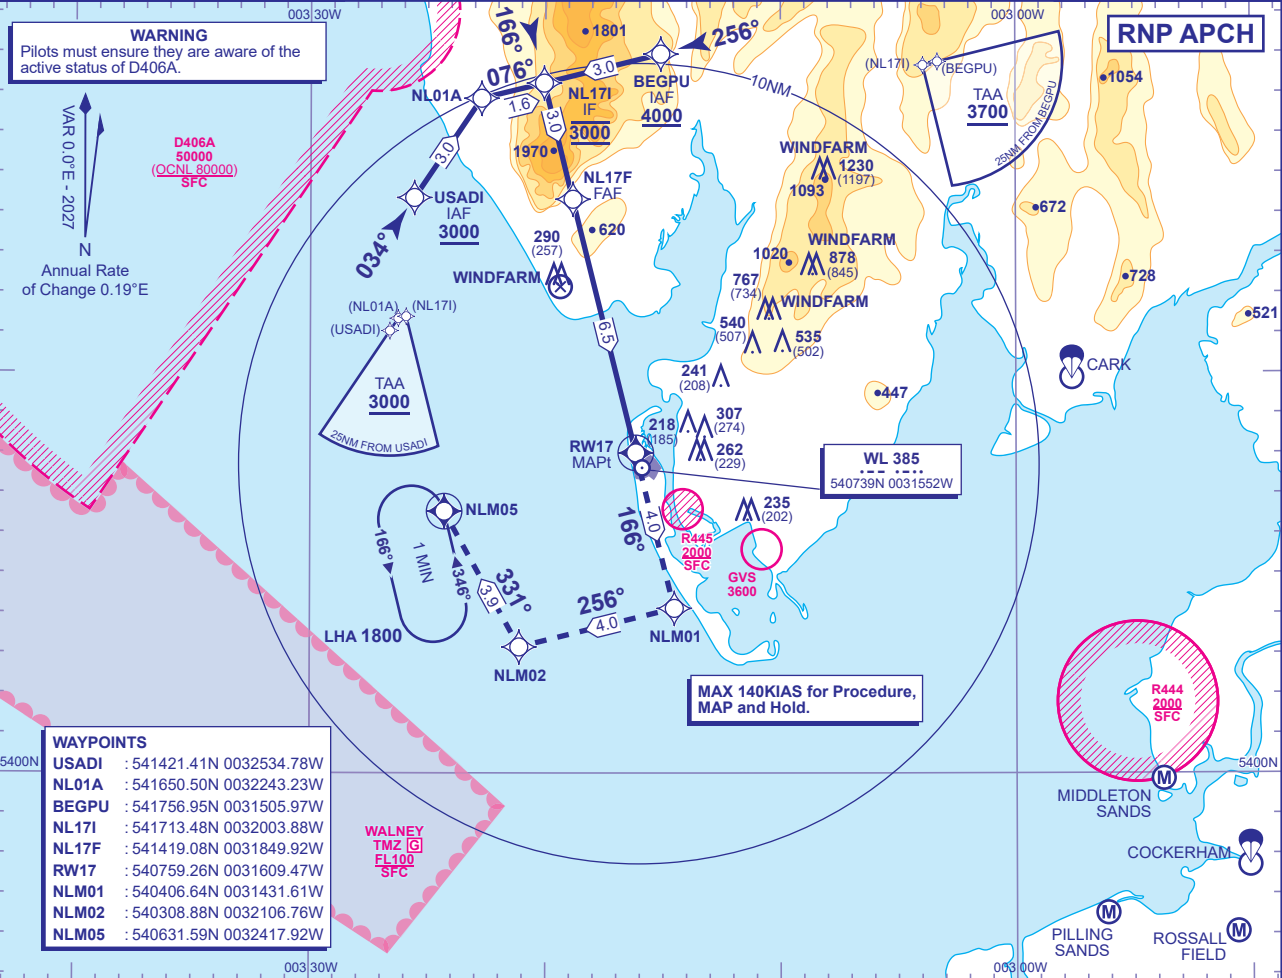 003 30W
003 00W
WARNING
Pilots must ensure they are aware of the
active status of D406A.
RNP APCH
VAR 0.0°E - 2027
N
Annual Rate
of Change 0.19°E
D406A
50000
(OCNL 80000)
SFC
166°
1801
256°
076°
3.0
BEGPU
IAF
4000
NL01A
1.6
NL17I
IF
3000
3.0
10NM
(NL17I)
(BEGPU)
TAA
3700
25NM FROM BEGPU
1054
1970
3.0
USADI
IAF
3000
034°
NL17F
FAF
620
WINDFARM
1230
(1197)
1093
672
290
(257)
WINDFARM
WINDFARM
1020
878
(845)
728
767
(734)
WINDFARM
521
(NL01A)
(NL17I)
(USADI)
TAA
3000
25NM FROM USADI
6.5
540
(507)
535
(502)
CARK
241
(208)
447
218
(185)
307
(274)
262
(229)
RW17
MAPt
WL 385
540739N 0031552W
NLM05
166°
1 MIN
346°
LHA 1800
331°
3.9
256°
4.0
166°
4.0
235
(202)
R445
2000
SFC
GVS
3600
NLM01
NLM02
MAX 140KIAS for Procedure,
MAP and Hold.
R444
2000
SFC
5400N
5400N
WAYPOINTS
USADI : 541421.41N 0032534.78W
NL01A : 541650.50N 0032243.23W
BEGPU : 541756.95N 0031505.97W
NL17I : 541713.48N 0032003.88W
NL17F : 541419.08N 0031849.92W
RW17 : 540759.26N 0031609.47W
NLM01 : 540406.64N 0031431.61W
NLM02 : 540308.88N 0032106.76W
NLM05 : 540631.59N 0032417.92W
WALNEY
TMZ G
FL100
SFC
M
MIDDLETON
SANDS
COCKERHAM
M
PILLING
SANDS
M
ROSSALL
FIELD
003 30W
003 00W